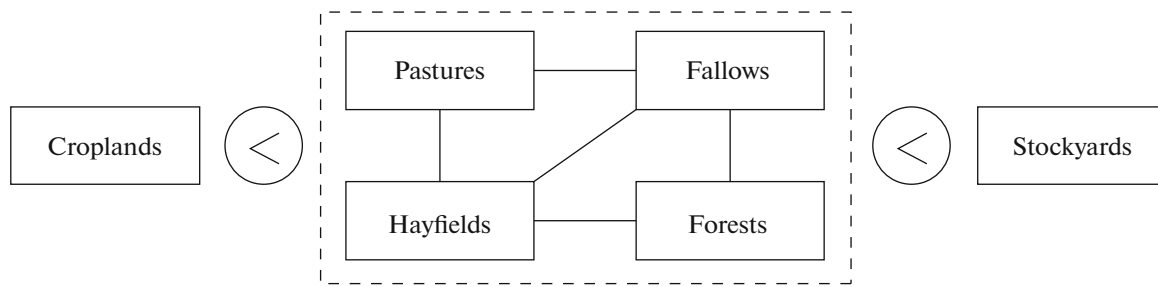 Pastures
Fallows
Croplands
<
<
Stockyards
Hayfields
Forests